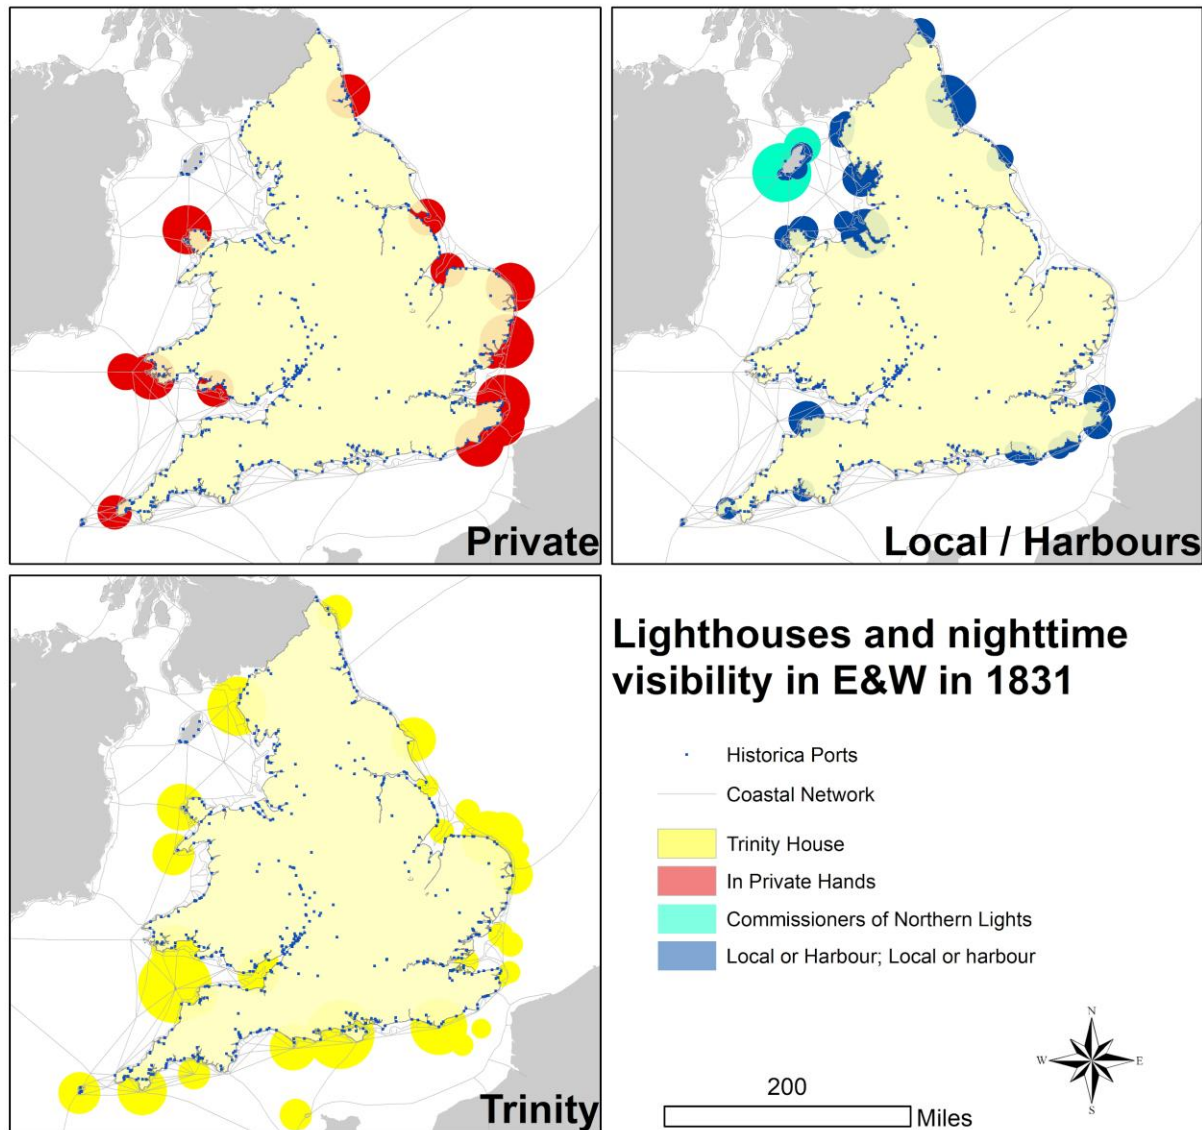 Private
Local / Harbours
Trinity
Lighthouses and nighttime
visibility in E&W in 1831
Historica Ports
Coastal Network
Trinity House
In Private Hands
Commissioners of Northern Lights
Local or Harbour; Local or harbour
N
W E
S
200
Miles